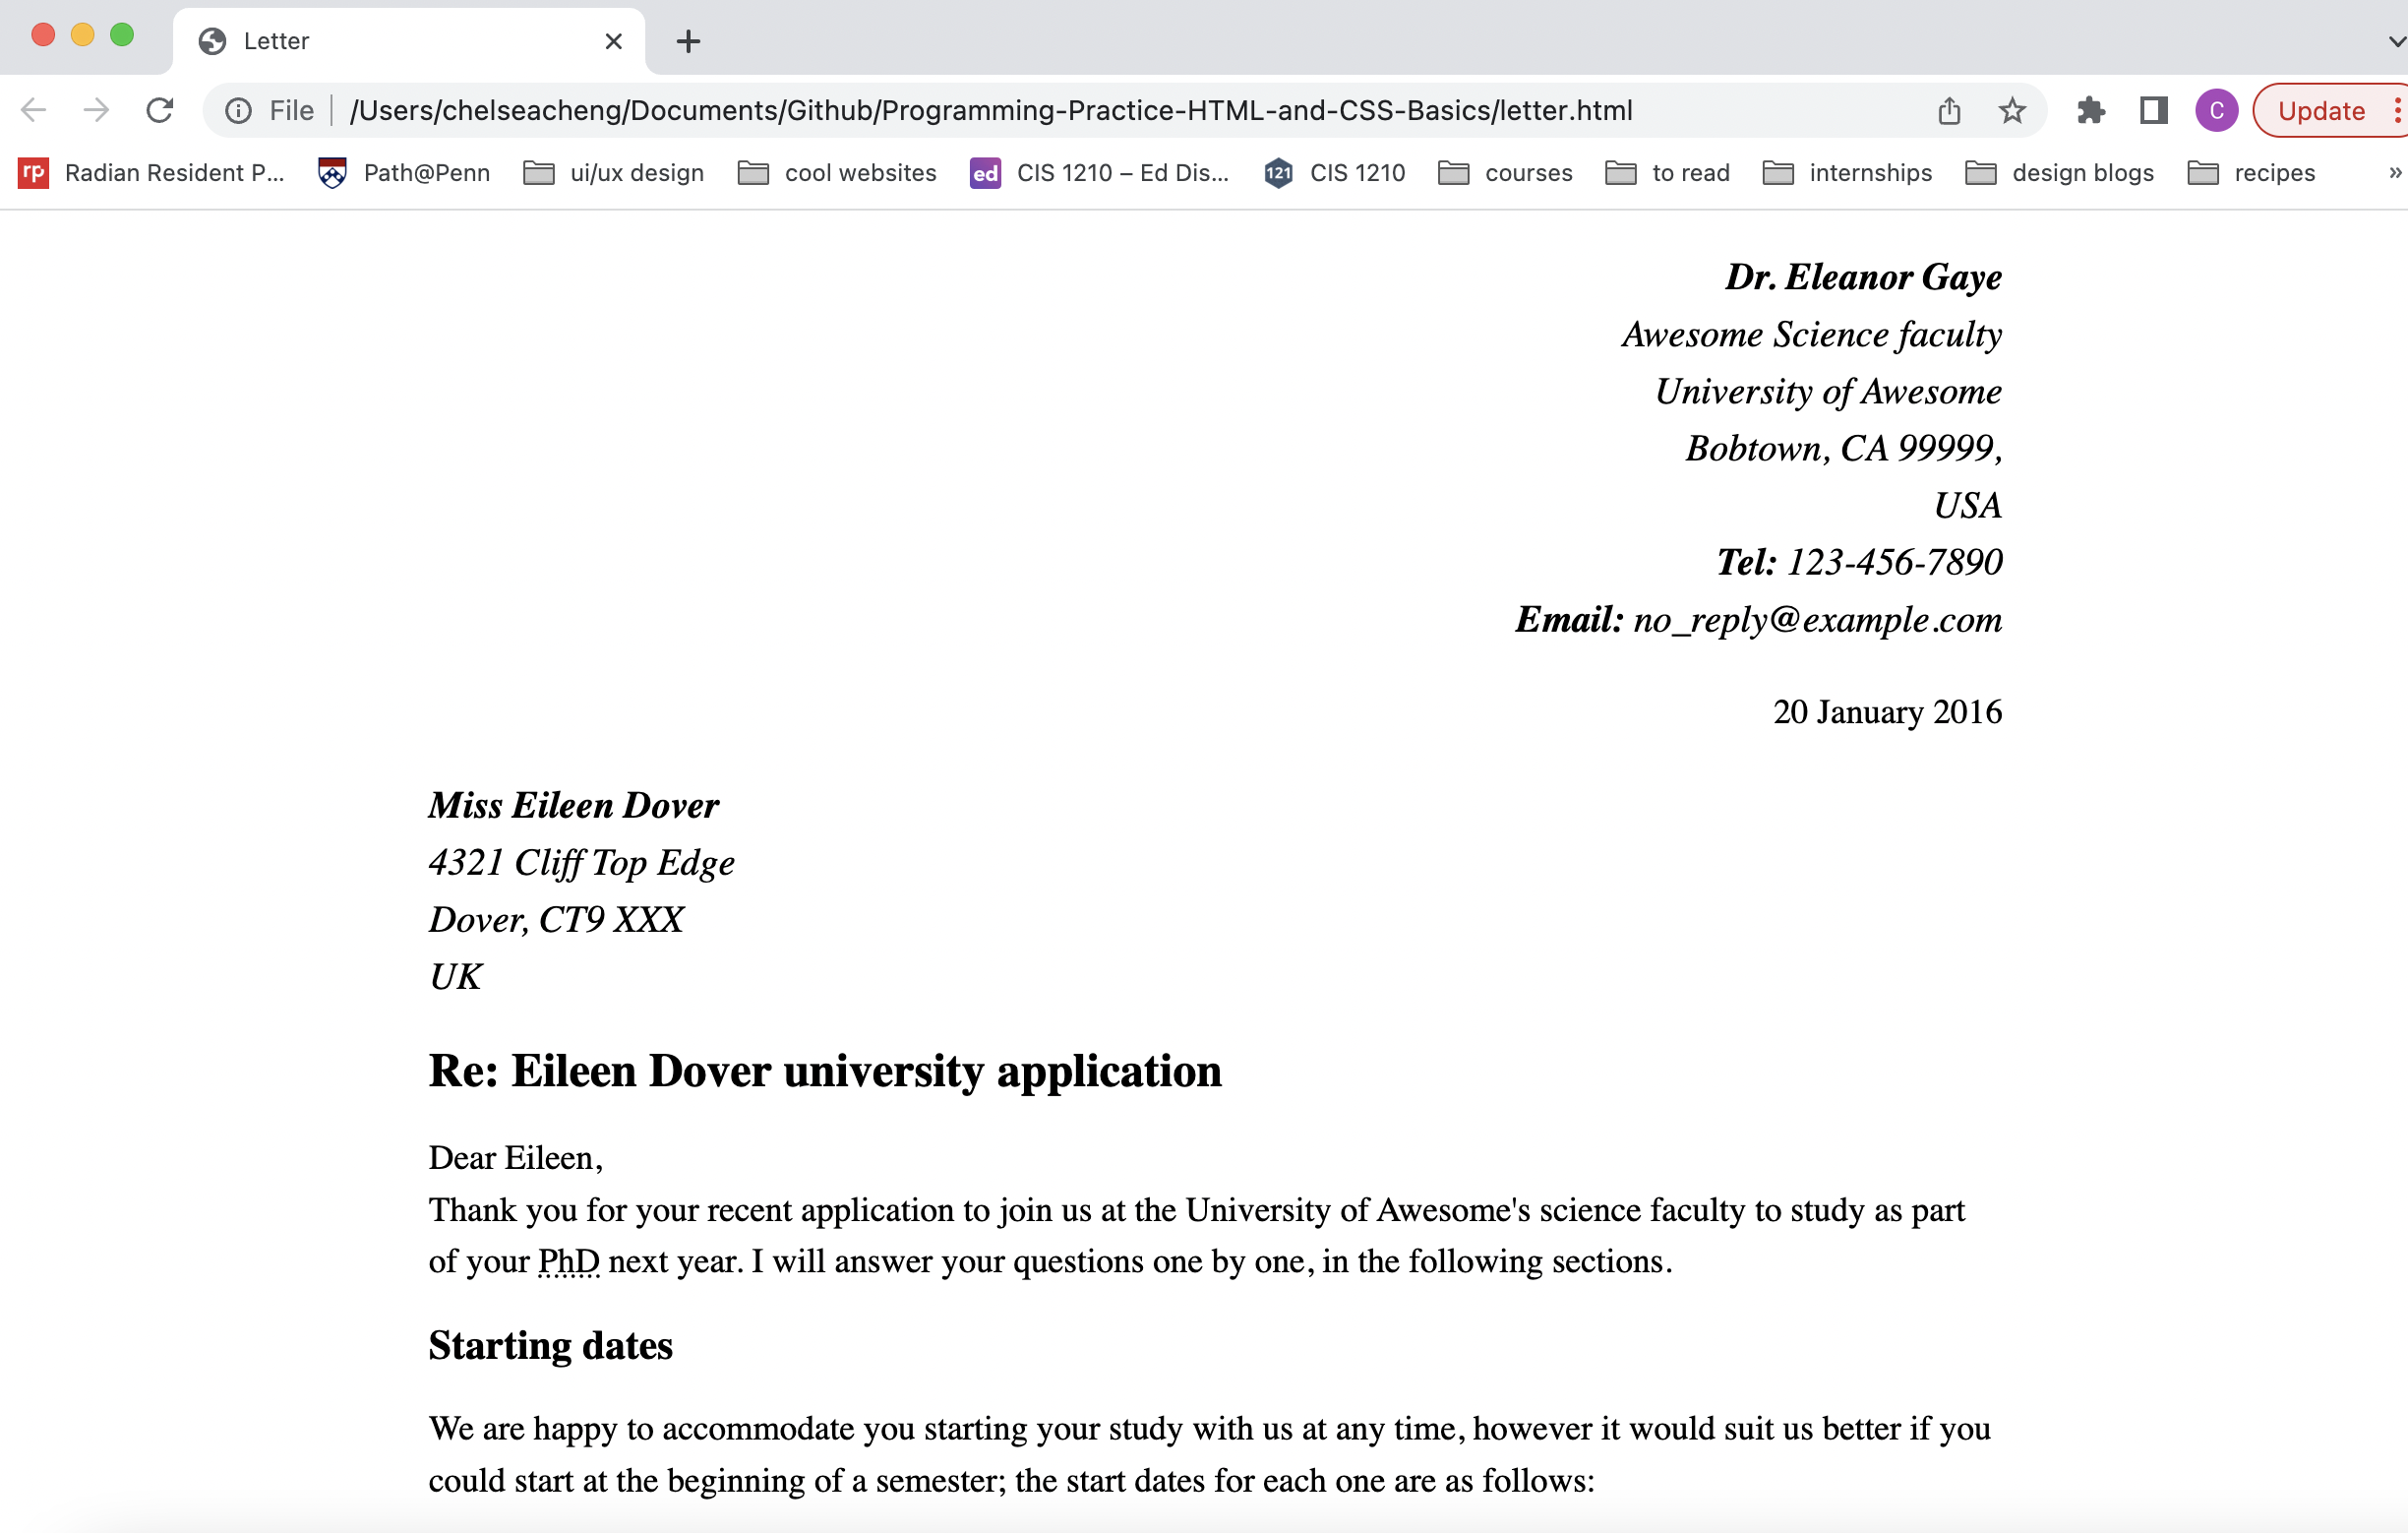 Letter
File | /Users/chelseacheng/Documents/Github/Programming-Practice-HTML-and-CSS-Basics/letter.html
C
Update
rp Radian Resident P...
Path@Penn
ui/ux design
cool websites
ed CIS 1210 – Ed Dis...
121 CIS 1210
courses
to read
internships
design blogs
recipes
»
Dr. Eleanor Gaye
Awesome Science faculty
University of Awesome
Bobtown, CA 99999,
USA
Tel: 123-456-7890
Email: no_reply@example.com
20 January 2016
Miss Eileen Dover
4321 Cliff Top Edge
Dover, CT9 XXX
UK
Re: Eileen Dover university application
Dear Eileen,
Thank you for your recent application to join us at the University of Awesome's science faculty to study as part
of your PhD next year. I will answer your questions one by one, in the following sections.
Starting dates
We are happy to accommodate you starting your study with us at any time, however it would suit us better if you
could start at the beginning of a semester; the start dates for each one are as follows: